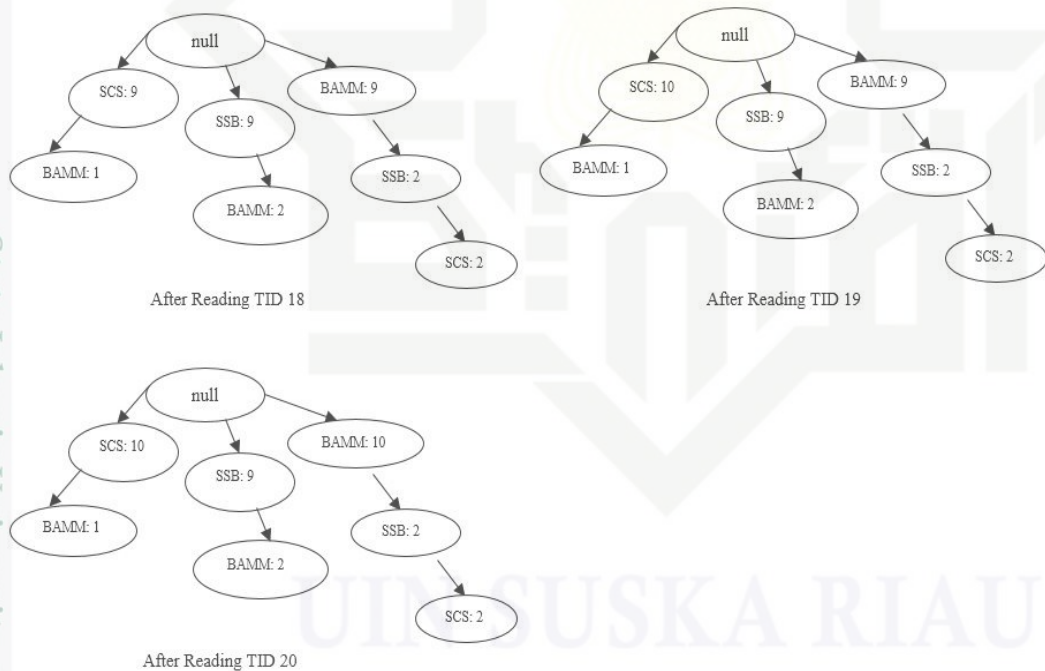 null
SCS: 9
SSB: 9
BAMM: 9
BAMM: 1
BAMM: 2
SSB: 2
SCS: 2
After Reading TID 18
null
SCS: 10
SSB: 9
BAMM: 9
BAMM: 1
BAMM: 2
SSB: 2
SCS: 2
After Reading TID 19
null
SCS: 10
SSB: 9
BAMM: 10
BAMM: 1
BAMM: 2
SSB: 2
SCS: 2
After Reading TID 20
UIN SUSKA RIAU